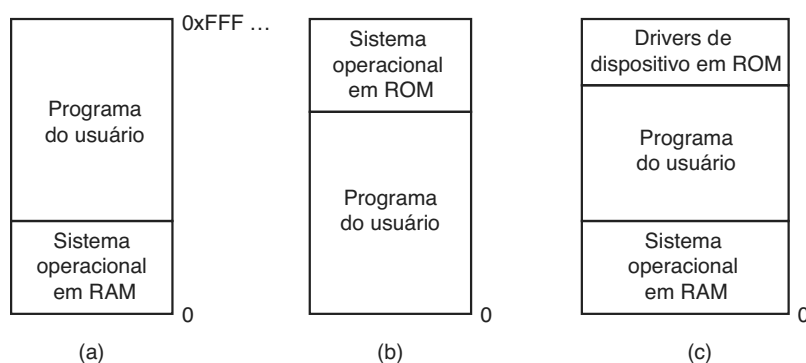 0xFFF ...
Programa
do usuário
Sistema
operacional
em RAM
0
(a)
Sistema
operacional
em ROM
Programa
do usuário
0
(b)
Drivers de
dispositivo em ROM
Programa
do usuário
Sistema
operacional
em RAM
0
(c)